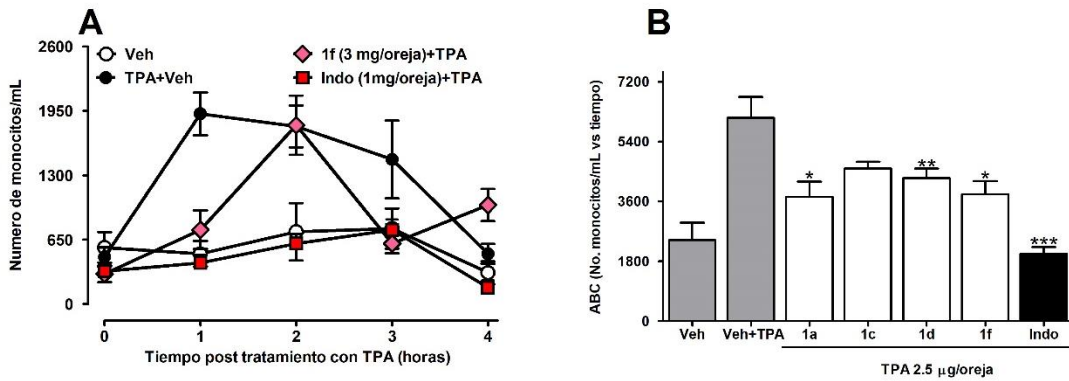 A
B
Numero de monocitos/mL
2600
1950
1300
650
0
Veh
TPA+Veh
1f (3 mg/oreja)+TPA
Indo (1mg/oreja)+TPA
0 1 2 3 4
Tiempo post tratamiento con TPA (horas)
ABC (No. monocitos/mL vs tiempo)
7200
5400
3600
1800
0
* ** * ***
Veh Veh+TPA 1a 1c 1d 1f Indo
TPA 2.5 μg/oreja